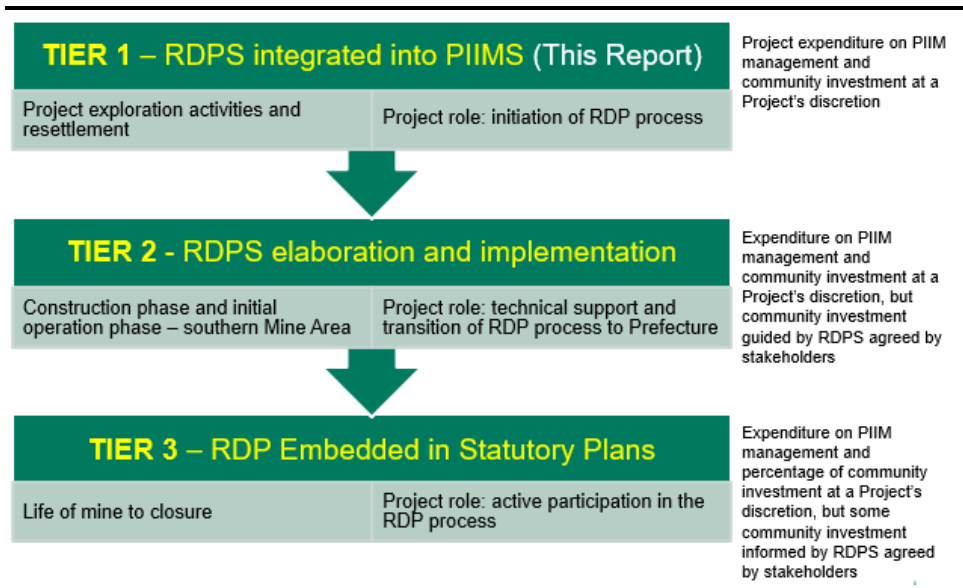 TIER 1 – RDPS integrated into PIIMS (This Report)
Project exploration activities and
resettlement
Project role: initiation of RDP process
Project expenditure on PIIM
management and
community investment at a
Project's discretion
TIER 2 - RDPS elaboration and implementation
Construction phase and initial
operation phase – southern Mine Area
Project role: technical support and
transition of RDP process to Prefecture
Expenditure on PIIM
management and
community investment at a
Project's discretion, but
community investment
guided by RDPS agreed by
stakeholders
TIER 3 – RDP Embedded in Statutory Plans
Life of mine to closure
Project role: active participation in the
RDP process
Expenditure on PIIM
management and
percentage of community
investment at a Project's
discretion, but some
community investment
informed by RDPS agreed
by stakeholders